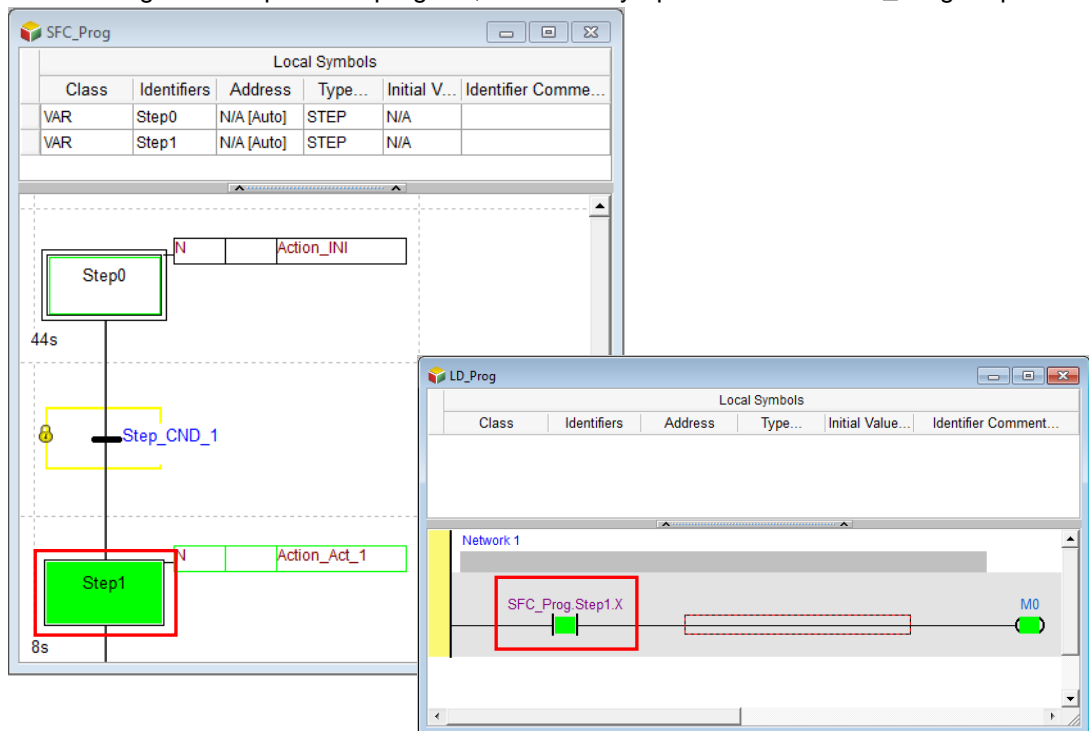 SFC_Prog
Local Symbols
Class Identifiers Address Type... Initial V... Identifier Comme...
VAR Step0 N/A [Auto] STEP N/A
VAR Step1 N/A [Auto] STEP N/A
N Action_INI
Step0
44s
Step_CND_1
N Action_Act_1
Step1
8s
LD_Prog
Local Symbols
Class Identifiers Address Type... Initial Value... Identifier Comment...
Network 1
SFC_Prog.Step1.X M0